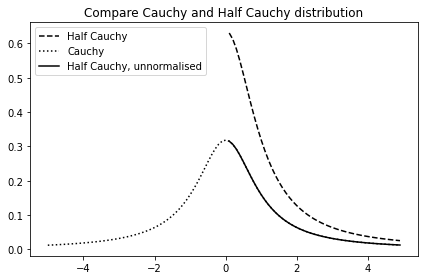 Compare Cauchy and Half Cauchy distribution
Half Cauchy
Cauchy
Half Cauchy, unnormalised
0.6
0.5
0.4
0.3
0.2
0.1
0.0
−4 −2 0 2 4